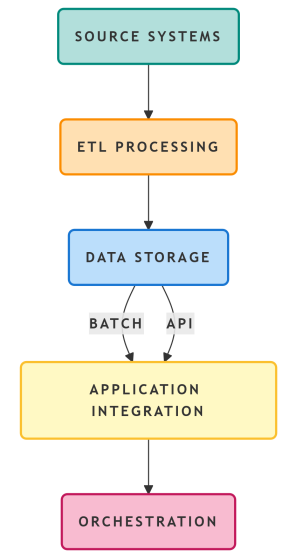 SOURCE SYSTEMS
ETL PROCESSING
DATA STORAGE
BATCH API
APPLICATION
INTEGRATION
ORCHESTRATION